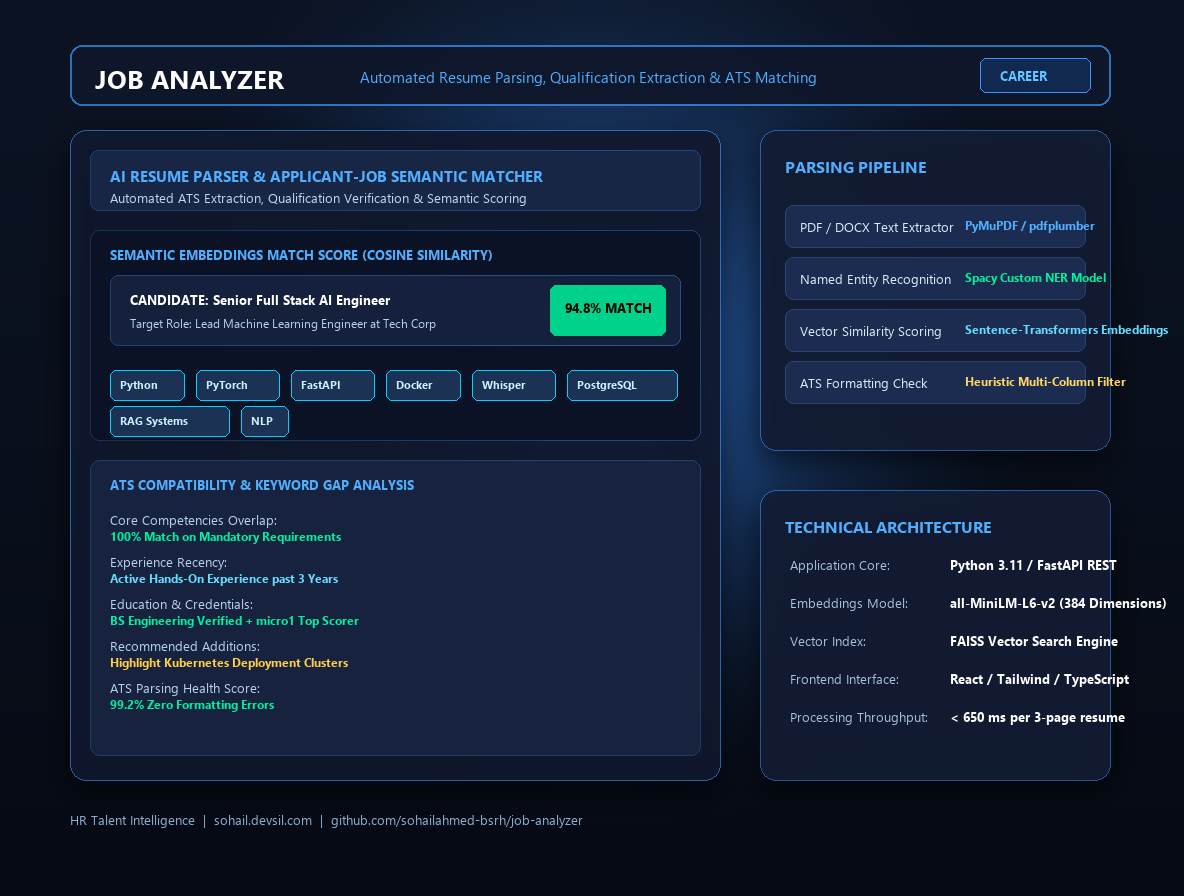 JOB ANALYZER
Automated Resume Parsing, Qualification Extraction & ATS Matching
CAREER
AI RESUME PARSER & APPLICANT-JOB SEMANTIC MATCHER
Automated ATS Extraction, Qualification Verification & Semantic Scoring
SEMANTIC EMBEDDINGS MATCH SCORE (COSINE SIMILARITY)
CANDIDATE: Senior Full Stack AI Engineer
Target Role: Lead Machine Learning Engineer at Tech Corp
94.8% MATCH
Python PyTorch FastAPI Docker Whisper PostgreSQL
RAG Systems NLP
ATS COMPATIBILITY & KEYWORD GAP ANALYSIS
Core Competencies Overlap:
100% Match on Mandatory Requirements
Experience Recency:
Active Hands-On Experience past 3 Years
Education & Credentials:
BS Engineering Verified + micro1 Top Scorer
Recommended Additions:
Highlight Kubernetes Deployment Clusters
ATS Parsing Health Score:
99.2% Zero Formatting Errors
PARSING PIPELINE
PDF / DOCX Text Extractor PyMuPDF / pdfplumber
Named Entity Recognition Spacy Custom NER Model
Vector Similarity Scoring Sentence-Transformers Embeddings
ATS Formatting Check Heuristic Multi-Column Filter
TECHNICAL ARCHITECTURE
Application Core: Python 3.11 / FastAPI REST
Embeddings Model: all-MiniLM-L6-v2 (384 Dimensions)
Vector Index: FAISS Vector Search Engine
Frontend Interface: React / Tailwind / TypeScript
Processing Throughput: < 650 ms per 3-page resume
HR Talent Intelligence | sohail.devsil.com | github.com/sohailahmed-bsrh/job-analyzer